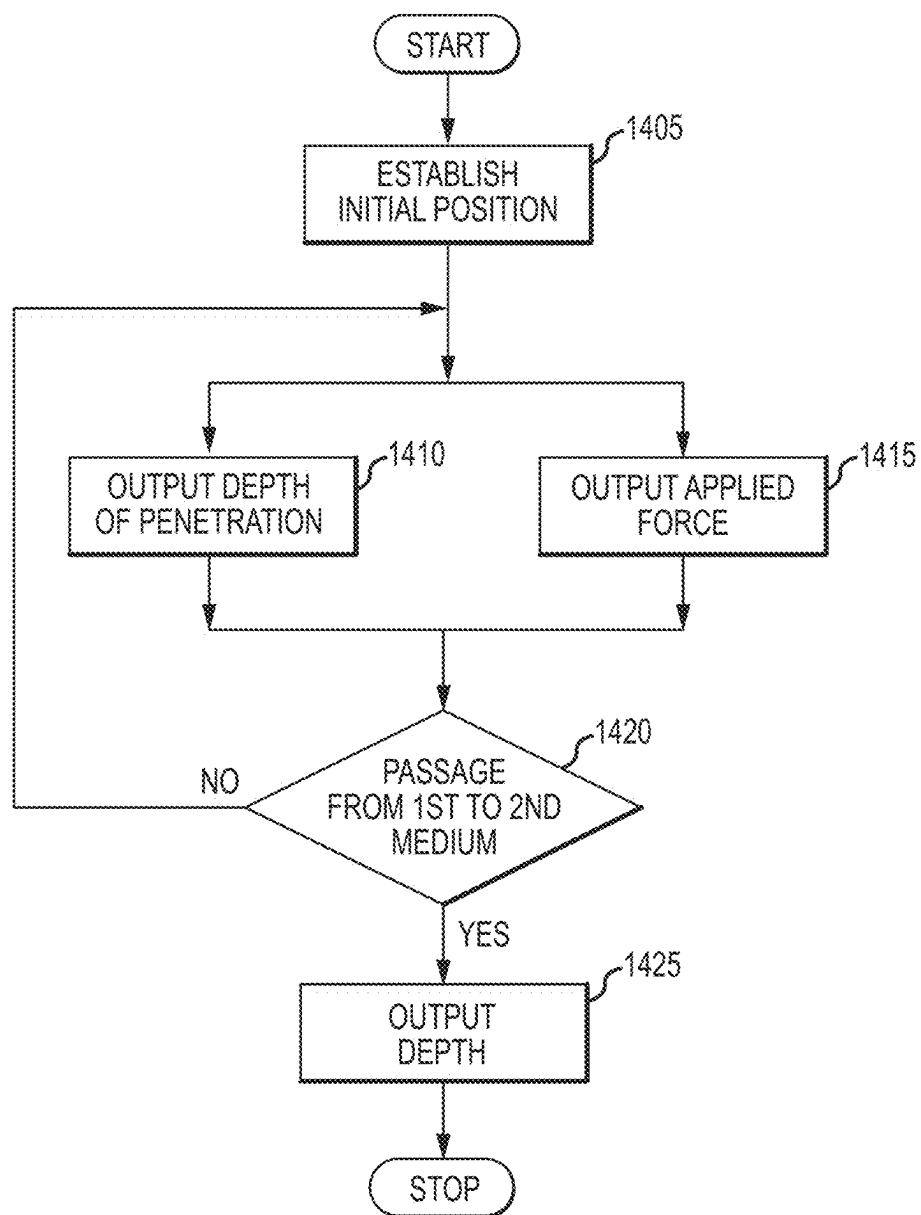 START
1405
ESTABLISH
INITIAL POSITION
1410
OUTPUT DEPTH
OF PENETRATION
1415
OUTPUT APPLIED
FORCE
1420
PASSAGE
FROM 1ST TO 2ND
MEDIUM
NO
YES
1425
OUTPUT
DEPTH
STOP